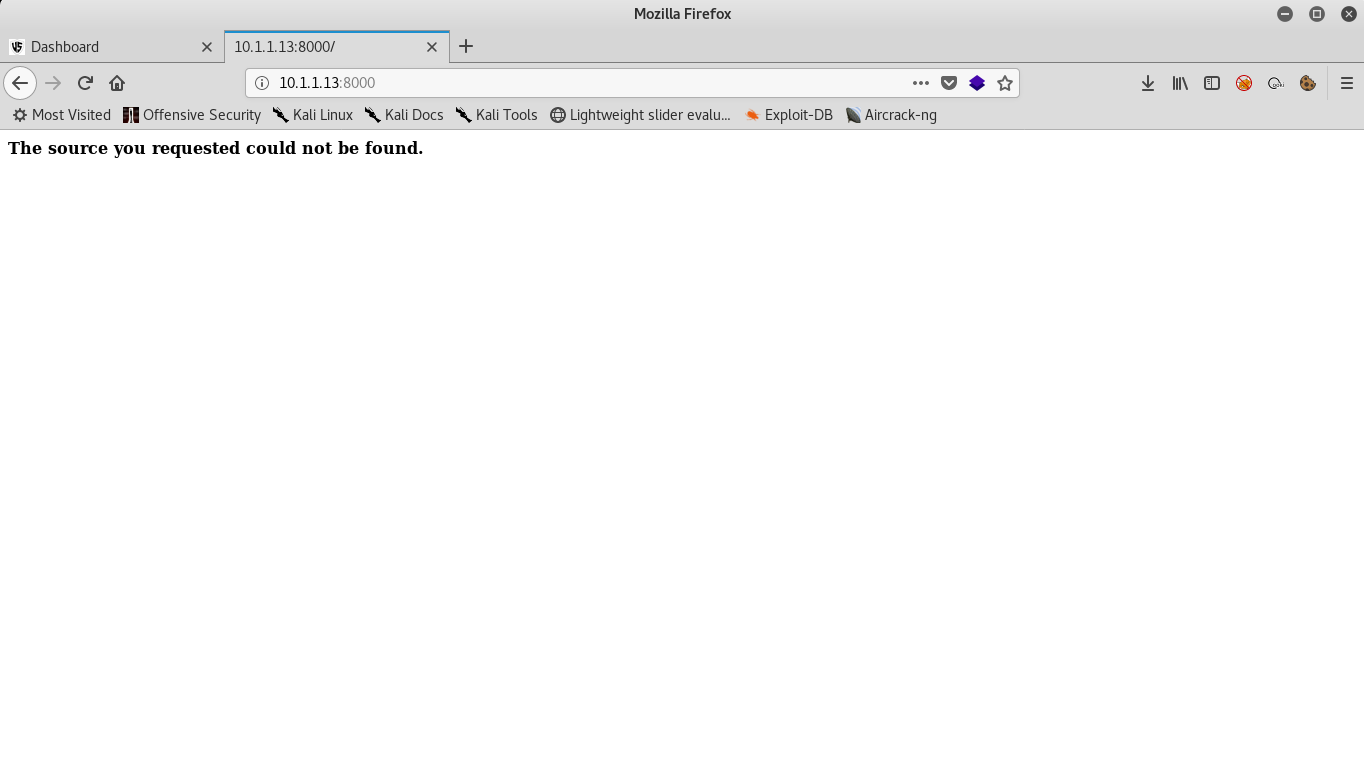 Mozilla Firefox
Dashboard
10.1.1.13:8000/
10.1.1.13:8000
Most Visited Offensive Security Kali Linux Kali Docs Kali Tools Lightweight slider evalu... Exploit-DB Aircrack-ng
The source you requested could not be found.